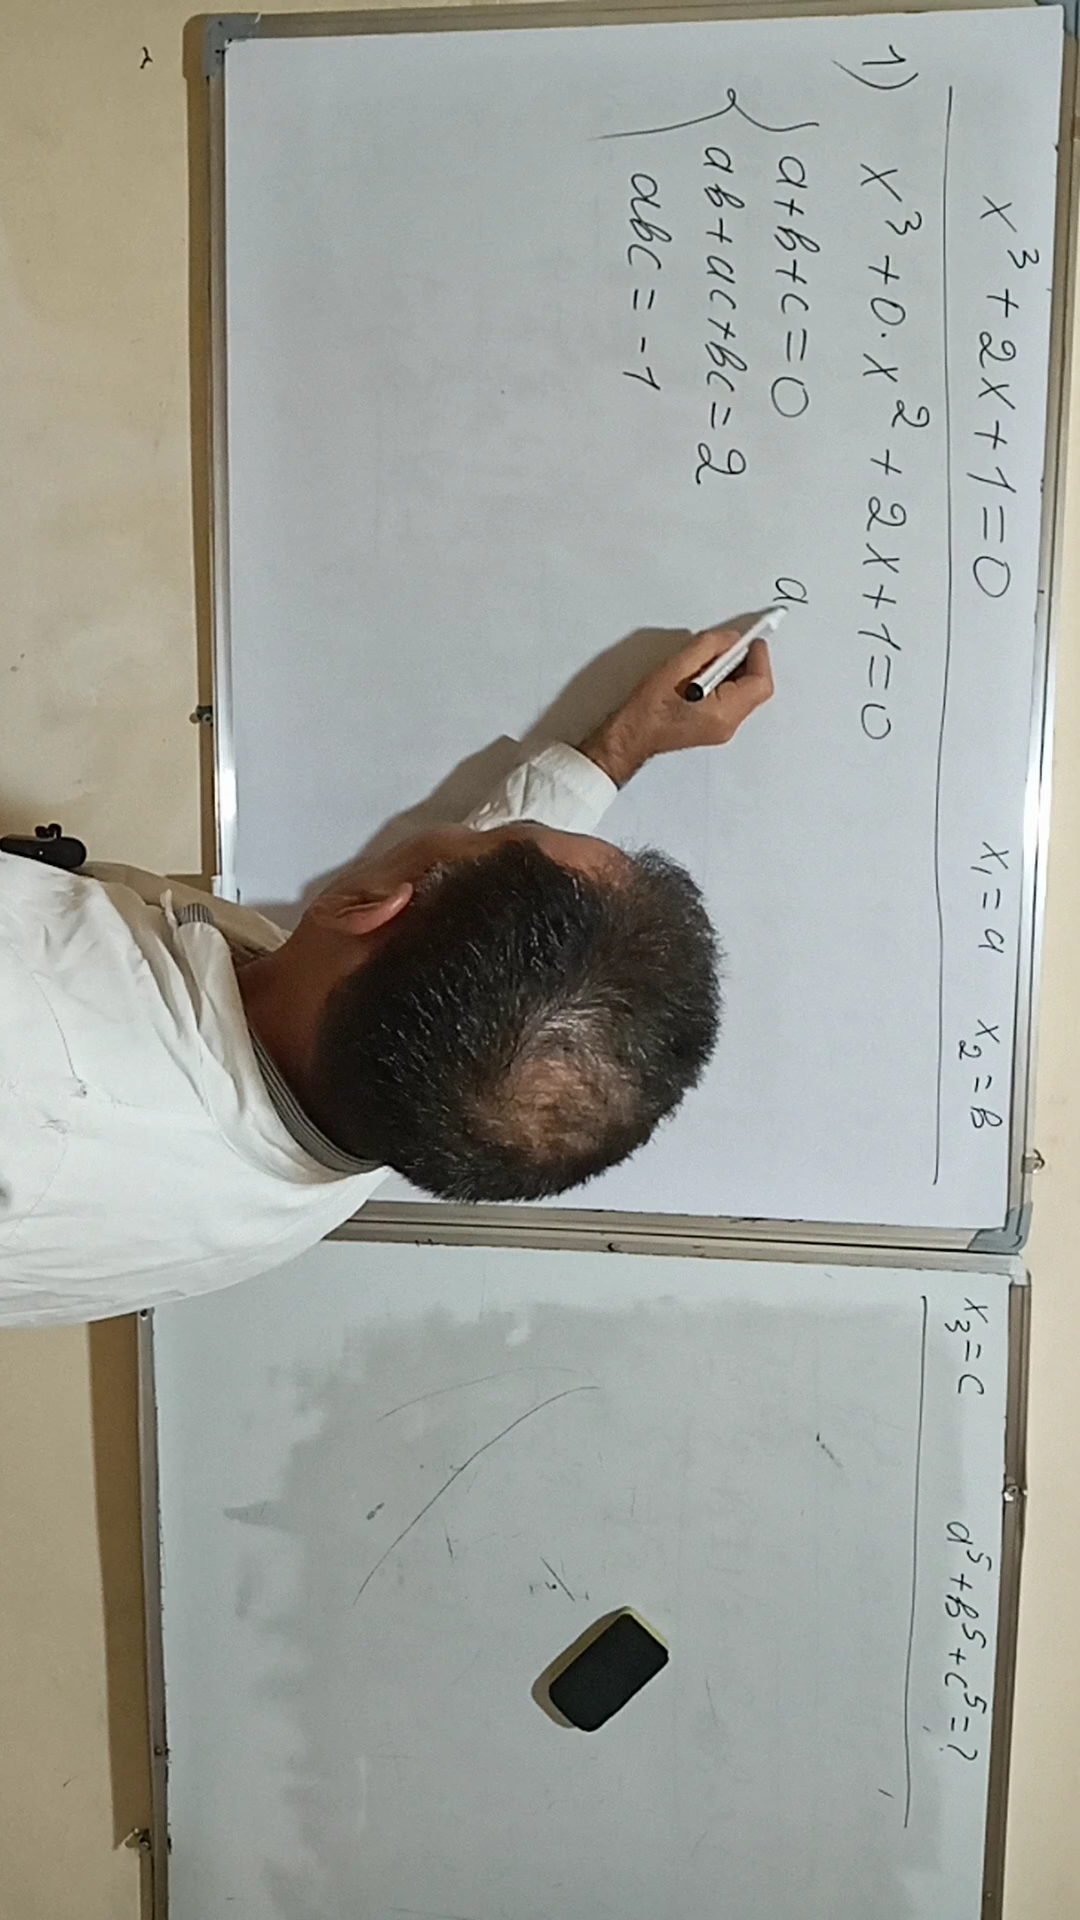 x³+2x+1=0 x₁=a x₂=b x₃=c a⁵+b⁵+c⁵=?
1) x³+0·x²+2x+1=0
a+b+c=0 a
ab+ac+bc=2
abc=-1